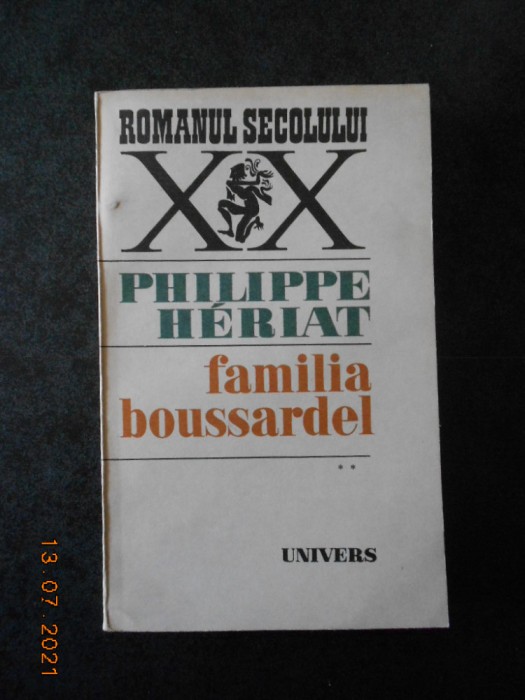 ROMANUL SECOLULUI
XX
PHILIPPE
HÉRIAT
familia
boussardel
**
UNIVERS
13.07.2021